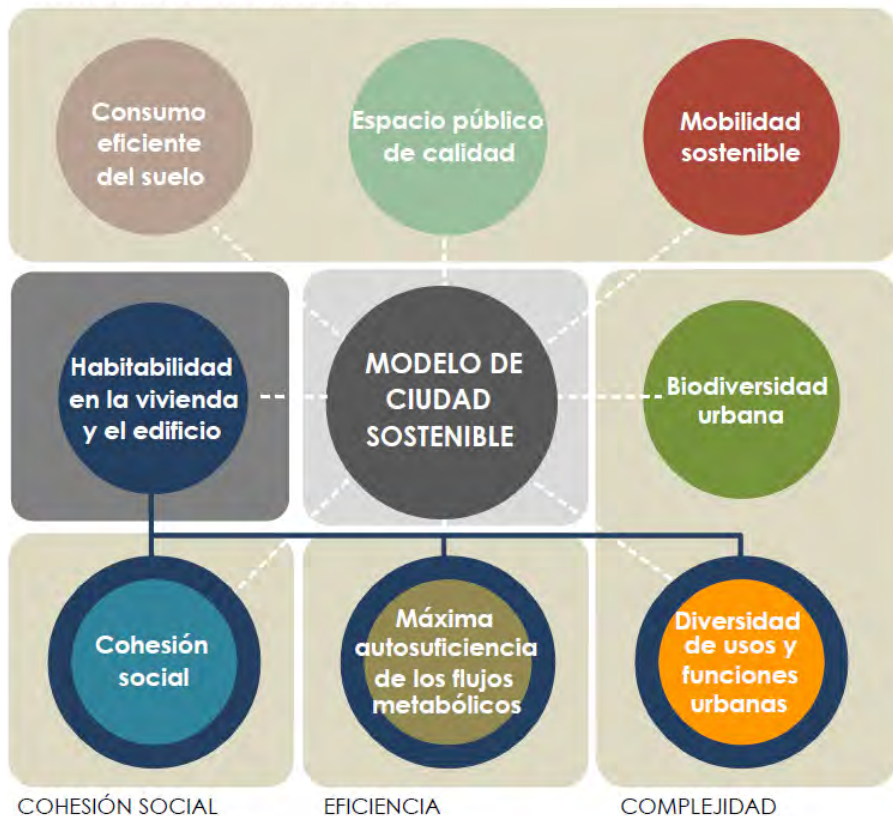 Consumo
eficiente
del suelo
Espacio público
de calidad
Mobilidad
sostenible
Habitabilidad
en la vivienda
y el edificio
MODELO DE
CIUDAD
SOSTENIBLE
Biodiversidad
urbana
Cohesión
social
Máxima
autosuficiencia
de los flujos
metabólicos
Diversidad
de usos y
funciones
urbanas
COHESIÓN SOCIAL
EFICIENCIA
COMPLEJIDAD